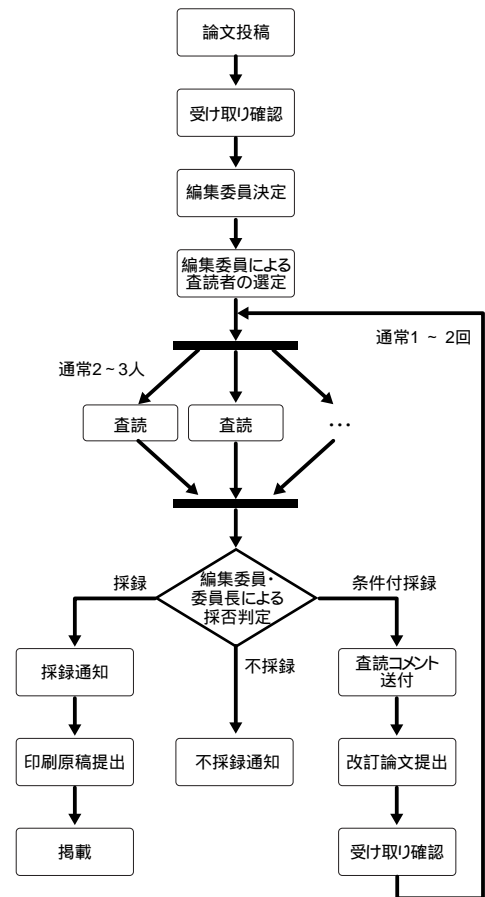 論文投稿
受け取り確認
編集委員決定
編集委員による
査読者の選定
通常1 ~ 2回
通常2~3人
査読
査読
…
編集委員・
委員長による
採否判定
採録
条件付採録
不採録
採録通知
査読コメント
送付
印刷原稿提出
不採録通知
改訂論文提出
掲載
受け取り確認